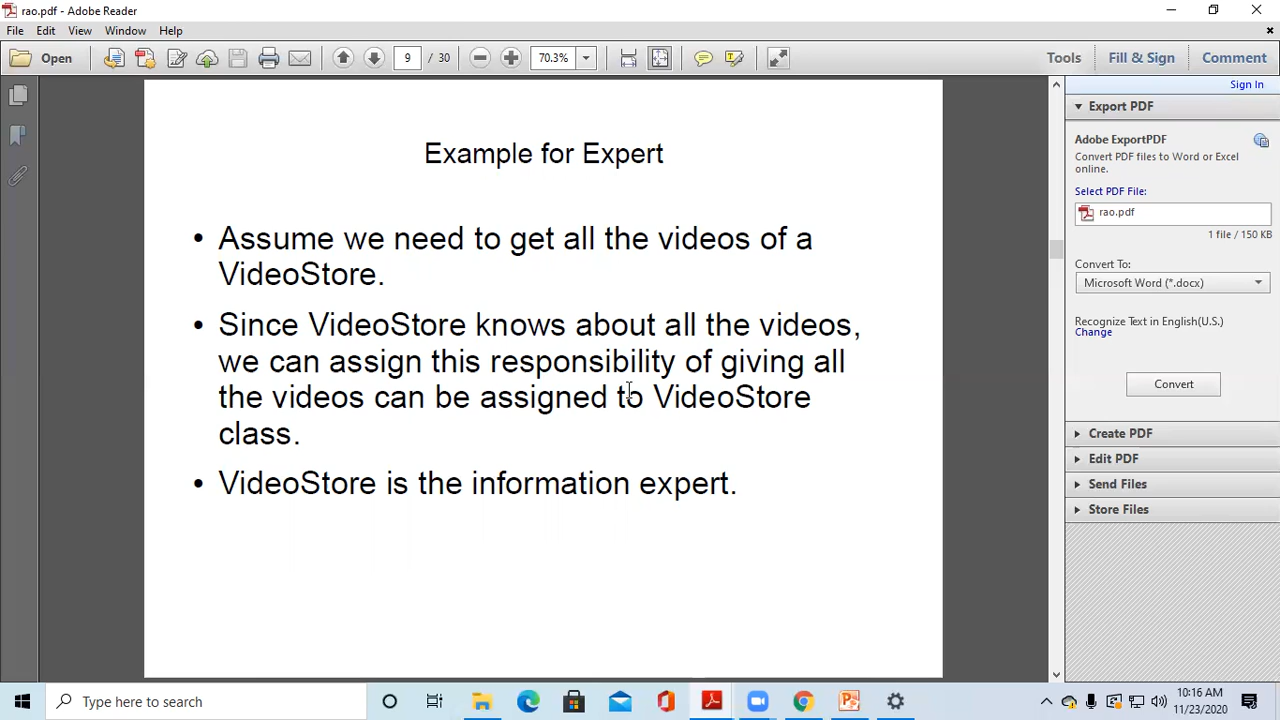 rao.pdf - Adobe Reader
File Edit View Window Help
Open 9 / 30 70.3% Tools Fill & Sign Comment
Sign In
Example for Expert
• Assume we need to get all the videos of a
VideoStore.
• Since VideoStore knows about all the videos,
we can assign this responsibility of giving all
the videos can be assigned to VideoStore
class.
• VideoStore is the information expert.
Export PDF
Adobe ExportPDF
Convert PDF files to Word or Excel
online.
Select PDF File:
rao.pdf
1 file / 150 KB
Convert To:
Microsoft Word (*.docx)
Recognize Text in English(U.S.)
Change
Convert
Create PDF
Edit PDF
Send Files
Store Files
Type here to search
10:16 AM
11/23/2020